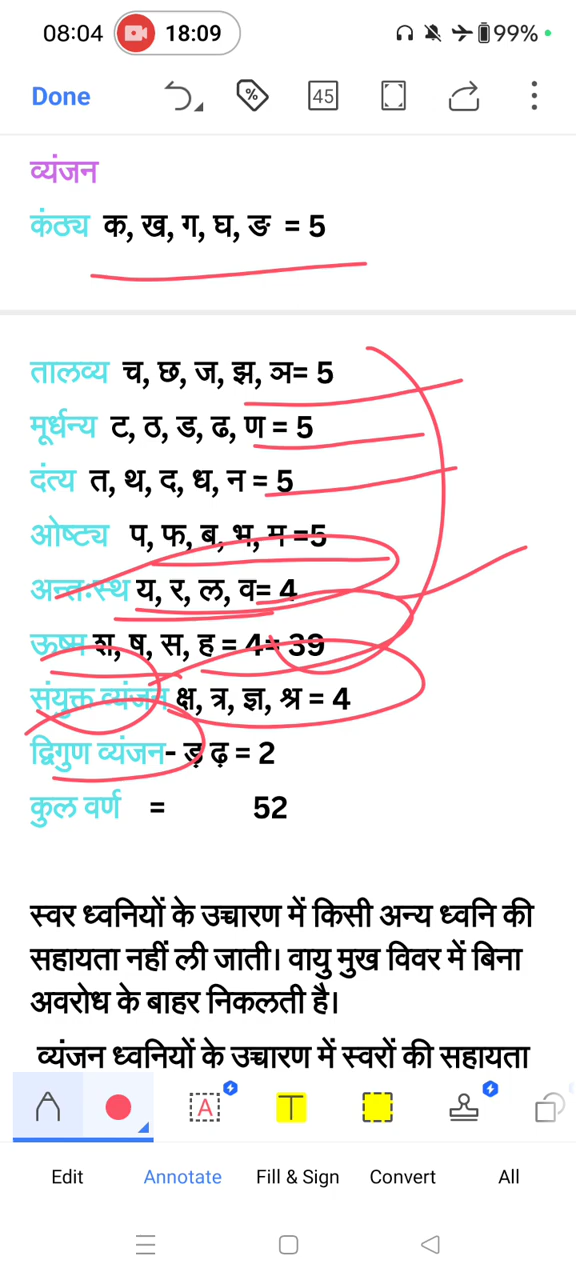 08:04 18:09 99%
Done % 45
व्यंजन
कंठ्य क, ख, ग, घ, ङ = 5
तालव्य च, छ, ज, झ, ञ= 5
मूर्धन्य ट, ठ, ड, ढ, ण = 5
दंत्य त, थ, द, ध, न = 5
ओष्ट्य प, फ, ब, भ, म =5
अन्तःस्थ य, र, ल, व= 4
ऊष्म श, ष, स, ह = 4= 39
संयुक्त व्यंजन क्ष, त्र, ज्ञ, श्र = 4
द्विगुण व्यंजन- ड़ ढ़ = 2
कुल वर्ण = 52
स्वर ध्वनियों के उच्चारण में किसी अन्य ध्वनि की
सहायता नहीं ली जाती। वायु मुख विवर में बिना
अवरोध के बाहर निकलती है।
व्यंजन ध्वनियों के उच्चारण में स्वरों की सहायता
A T
Edit Annotate Fill & Sign Convert All